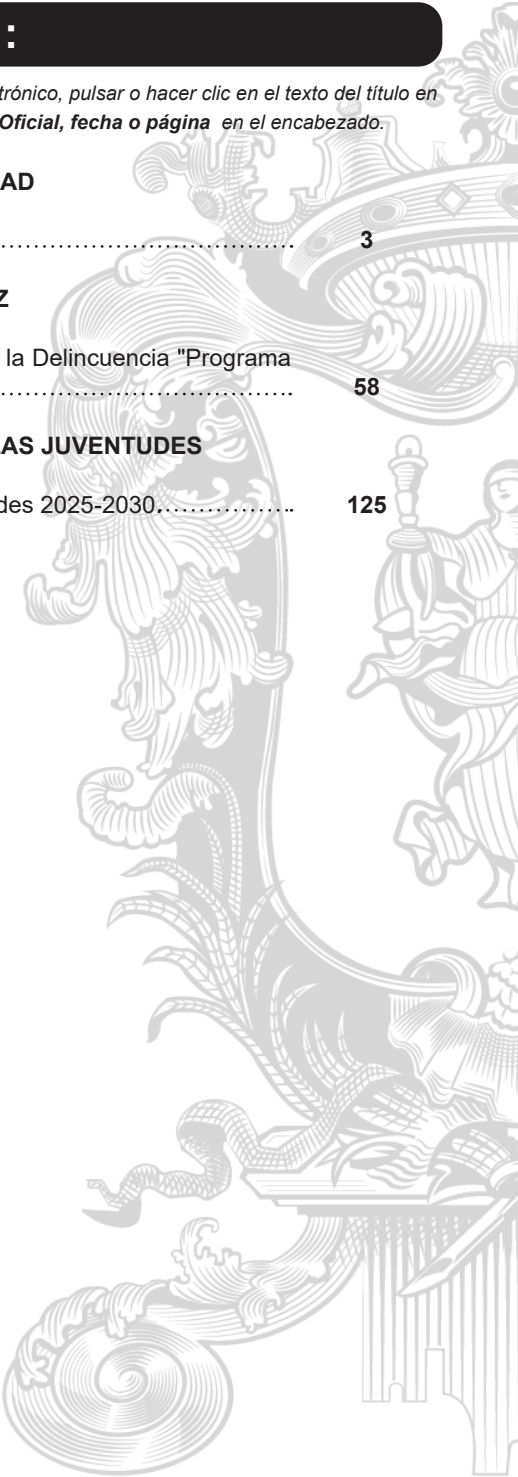 :
trónico, pulsar o hacer clic en el texto del título en
Oficial, fecha o página en el encabezado.
AD
........................................ 3
Z
la Delincuencia "Programa
........................................ 58
LAS JUVENTUDES
des 2025-2030................. 125